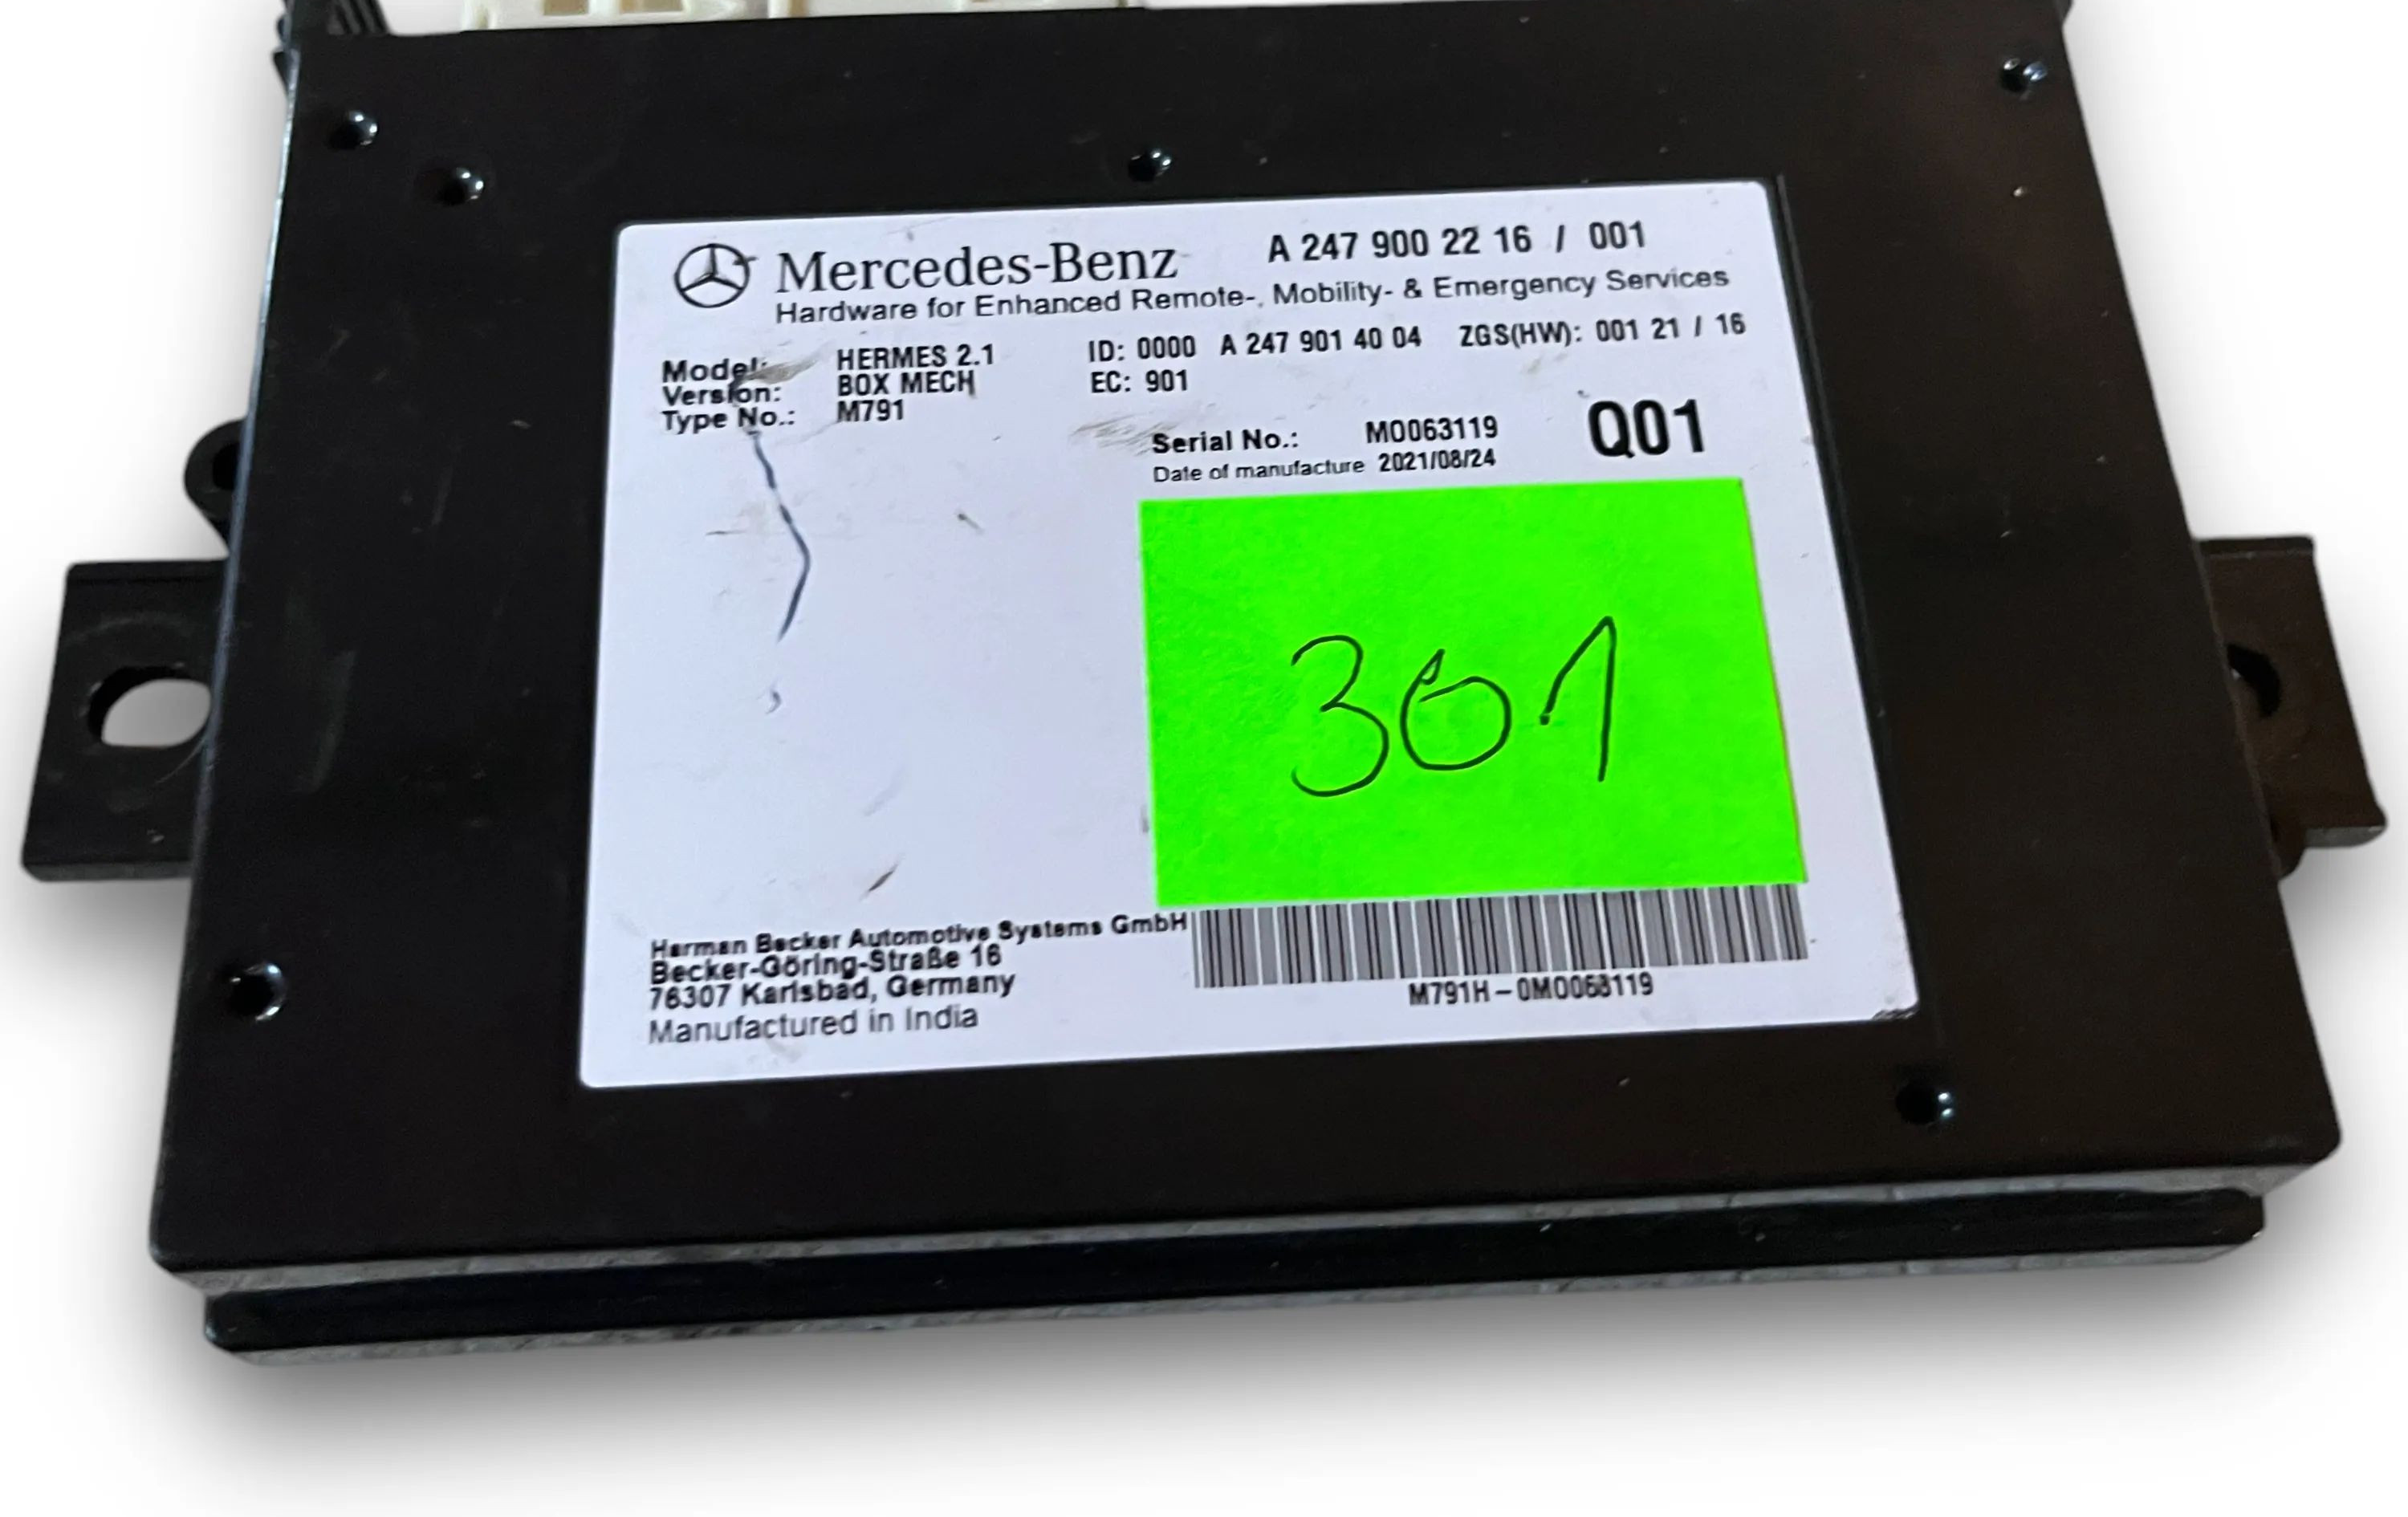 Mercedes-Benz A 247 900 22 16 / 001
Hardware for Enhanced Remote-, Mobility- & Emergency Services
Model: HERMES 2.1 ID: 0000 A 247 901 40 04 ZGS(HW): 001 21 / 16
Version: BOX MECH EC: 901
Type No.: M791
Serial No.: M0063119 Q01
Date of manufacture 2021/08/24
301
Harman Becker Automotive Systems GmbH
Becker-Göring-Straße 16
76307 Karlsbad, Germany
Manufactured in India
M791H-0M0063119